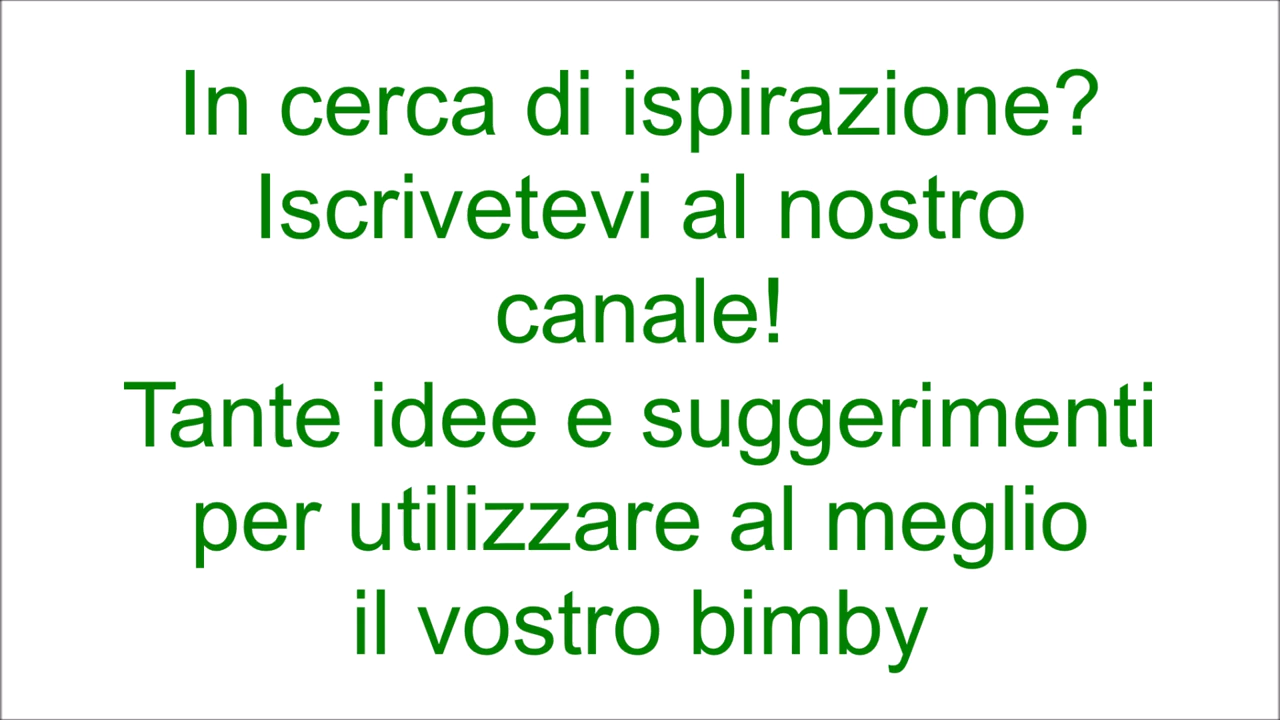 In cerca di ispirazione?
Iscrivetevi al nostro
canale!
Tante idee e suggerimenti
per utilizzare al meglio
il vostro bimby